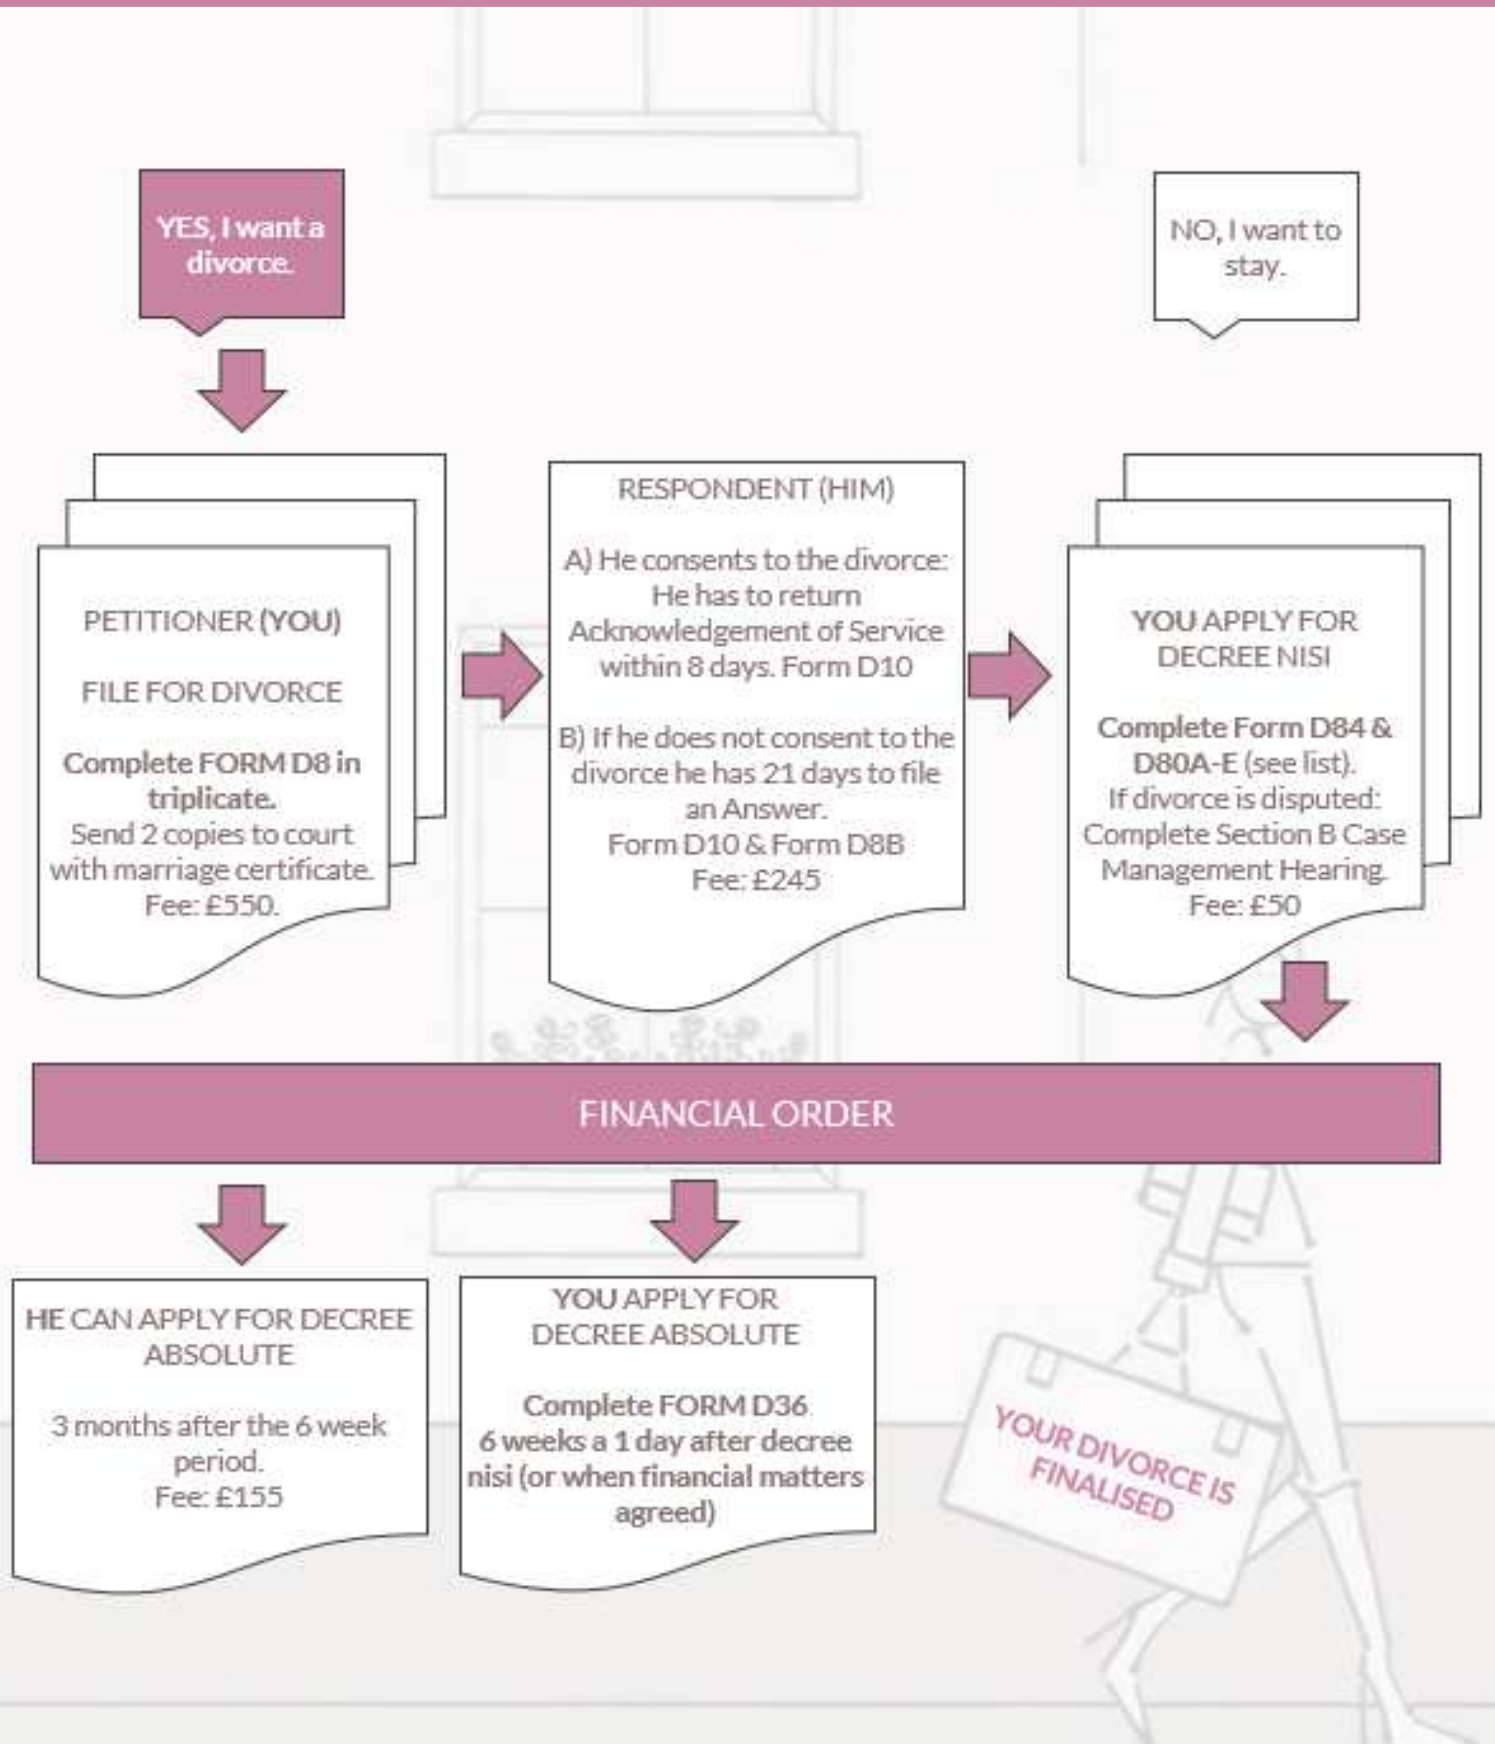 YES, I want a
divorce.
NO, I want to
stay.
PETITIONER (YOU)
FILE FOR DIVORCE
Complete FORM D8 in
triplicate.
Send 2 copies to court
with marriage certificate.
Fee: £550.
RESPONDENT (HIM)
A) He consents to the divorce:
He has to return
Acknowledgement of Service
within 8 days. Form D10
B) If he does not consent to the
divorce he has 21 days to file
an Answer.
Form D10 & Form D8B
Fee: £245
YOU APPLY FOR
DECREE NISI
Complete Form D84 &
D80A-E (see list).
If divorce is disputed:
Complete Section B Case
Management Hearing.
Fee: £50
FINANCIAL ORDER
HE CAN APPLY FOR DECREE
ABSOLUTE
3 months after the 6 week
period.
Fee: £155
YOU APPLY FOR
DECREE ABSOLUTE
Complete FORM D36
6 weeks a 1 day after decree
nisi (or when financial matters
agreed)
YOUR DIVORCE IS
FINALISED